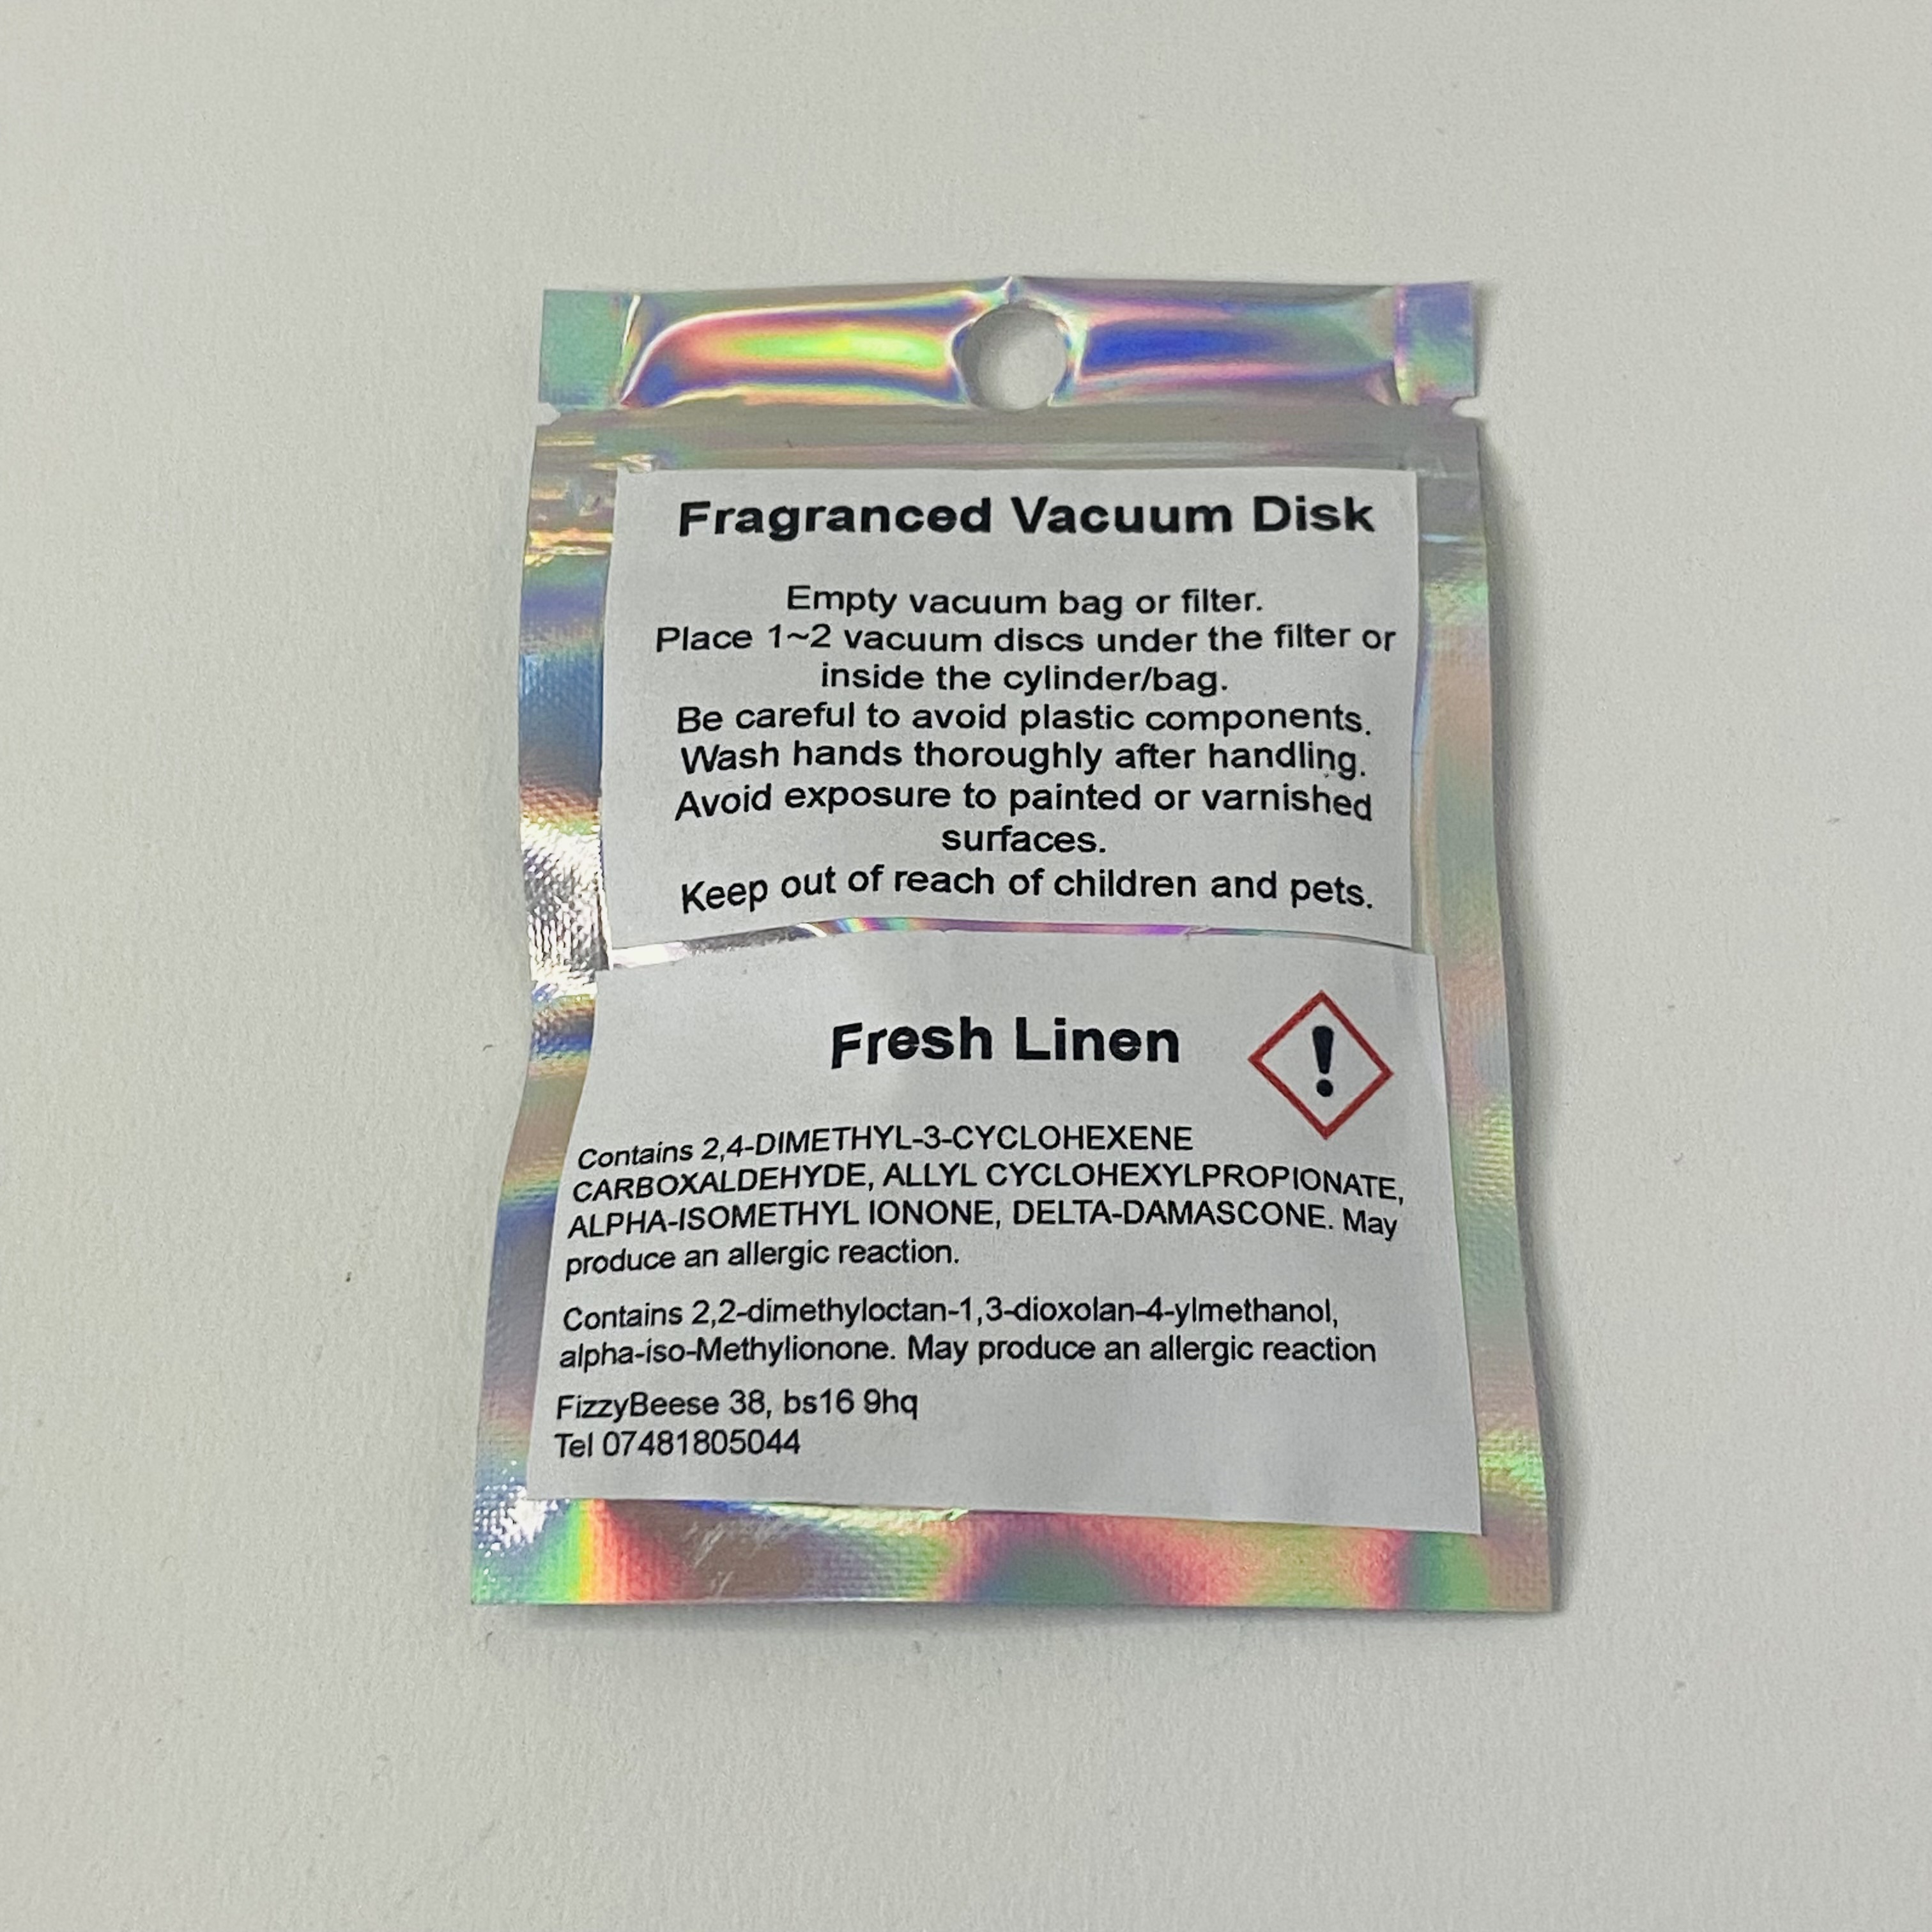 Fragranced Vacuum Disk
Empty vacuum bag or filter.
Place 1~2 vacuum discs under the filter or
inside the cylinder/bag.
Be careful to avoid plastic components.
Wash hands thoroughly after handling.
Avoid exposure to painted or varnished
surfaces.
Keep out of reach of children and pets.
Fresh Linen
Contains 2,4-DIMETHYL-3-CYCLOHEXENE
CARBOXALDEHYDE, ALLYL CYCLOHEXYLPROPIONATE,
ALPHA-ISOMETHYL IONONE, DELTA-DAMASCONE. May
produce an allergic reaction.
Contains 2,2-dimethyloctan-1,3-dioxolan-4-ylmethanol,
alpha-iso-Methylionone. May produce an allergic reaction
FizzyBeese 38, bs16 9hq
Tel 07481805044